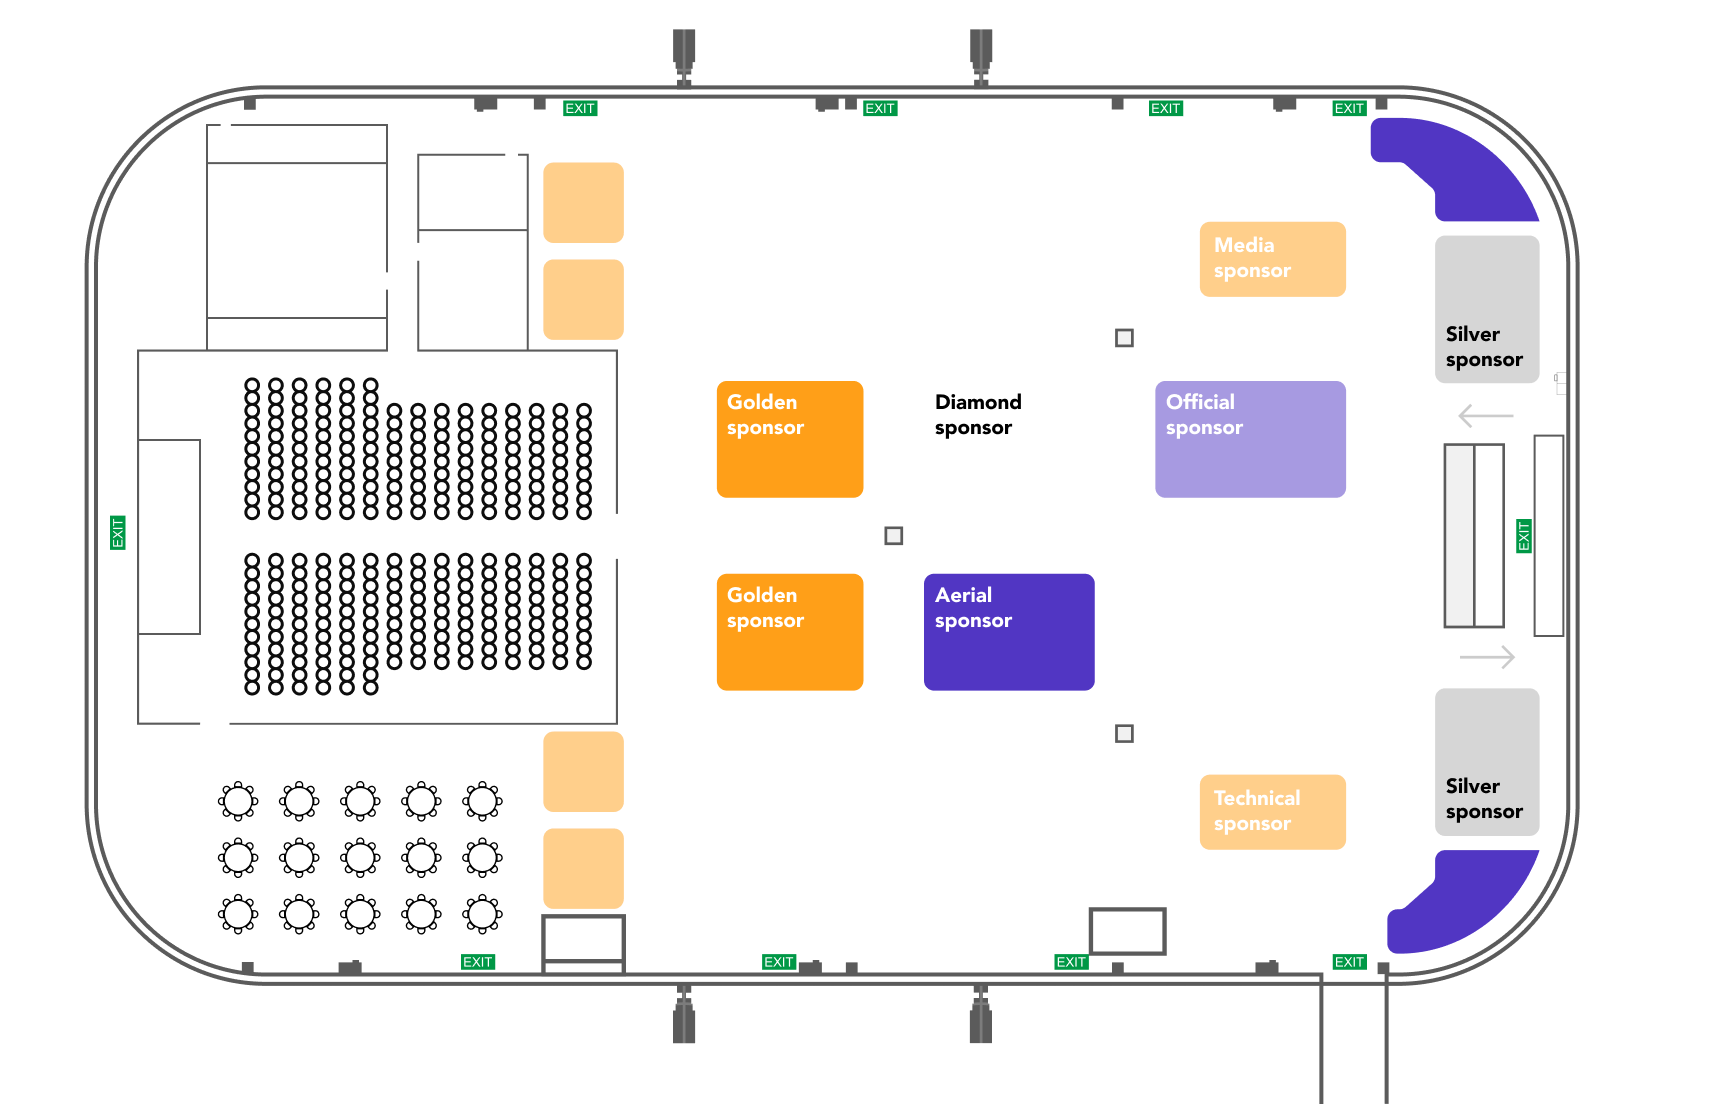 EXIT
EXIT
EXIT
EXIT
Media
sponsor
Silver
sponsor
Golden
sponsor
Diamond
sponsor
Official
sponsor
EXIT
EXIT
Golden
sponsor
Aerial
sponsor
Technical
sponsor
Silver
sponsor
EXIT
EXIT
EXIT
EXIT